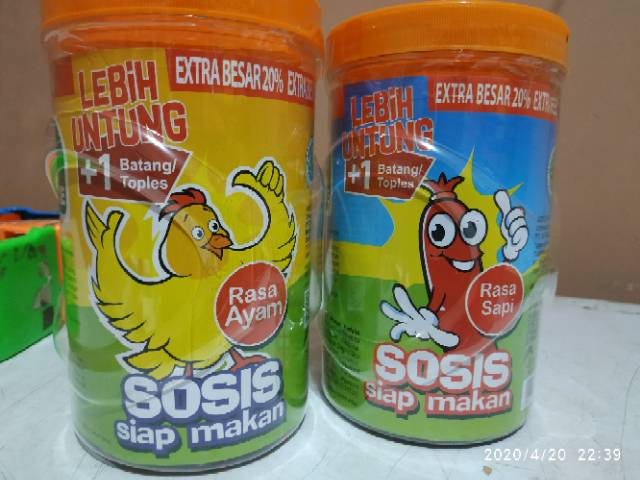 EXTRA BESAR 20%
LEBIH
UNTUNG
+1 Batang/
Toples
Rasa
Ayam
SOSIS
siap makan
EXTRA BESAR 20%
LEBIH
UNTUNG
+1 Batang/
Toples
Rasa
Sapi
SOSIS
siap makan
2020/4/20 22:39